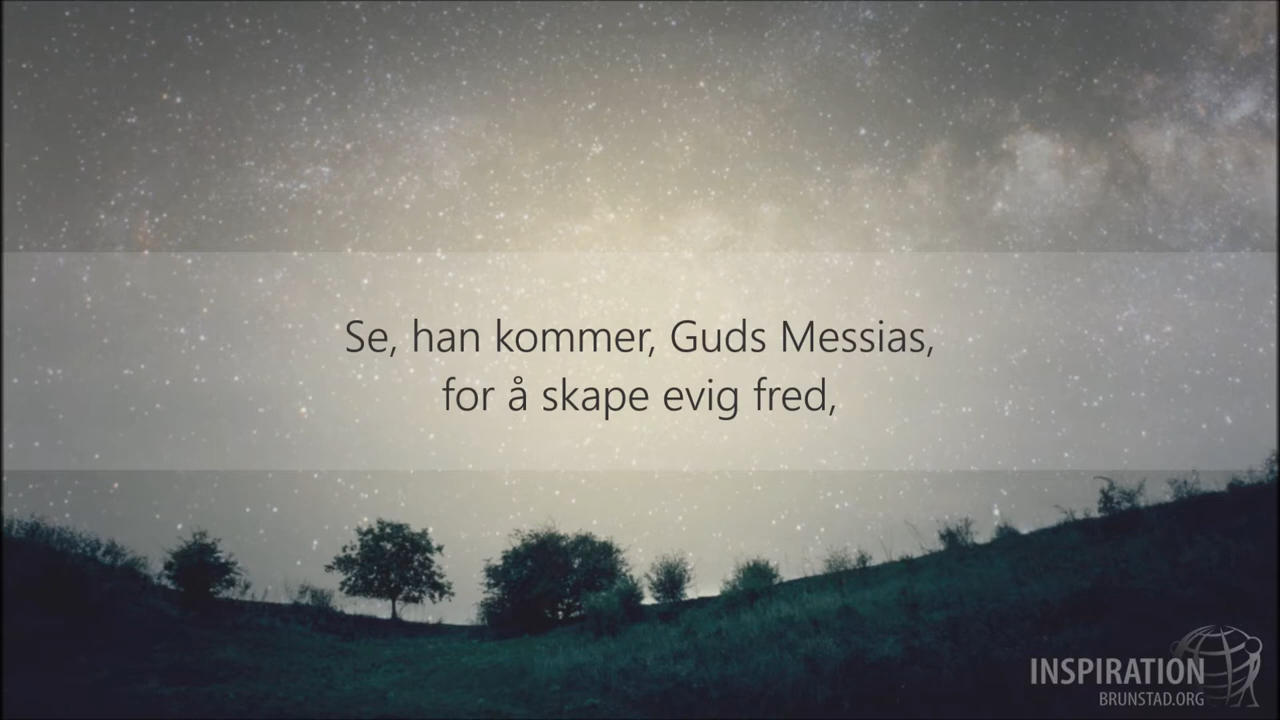 Se, han kommer, Guds Messias,
for å skape evig fred,
INSPIRATION
BRUNSTAD.ORG